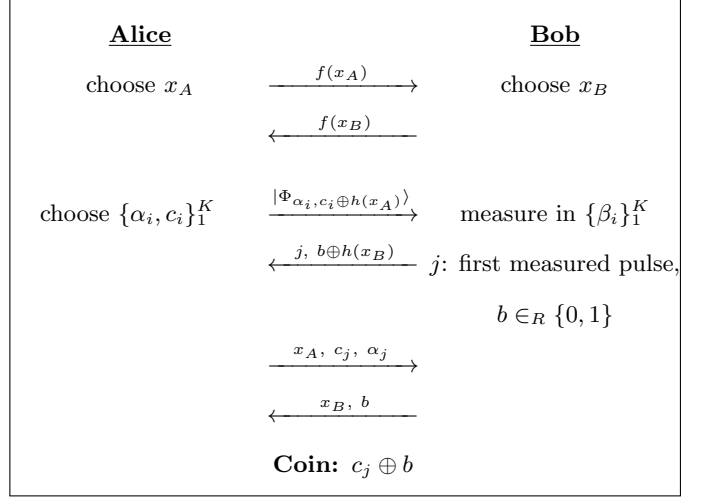 Alice Bob
choose x_A f(x_A) choose x_B
f(x_B)
choose {α_i, c_i}_1^K |Φ_{α_i,c_i⊕h(x_A)}⟩ measure in {β_i}_1^K
j, b⊕h(x_B) j: first measured pulse,
b ∈_R {0, 1}
x_A, c_j, α_j
x_B, b
Coin: c_j ⊕ b